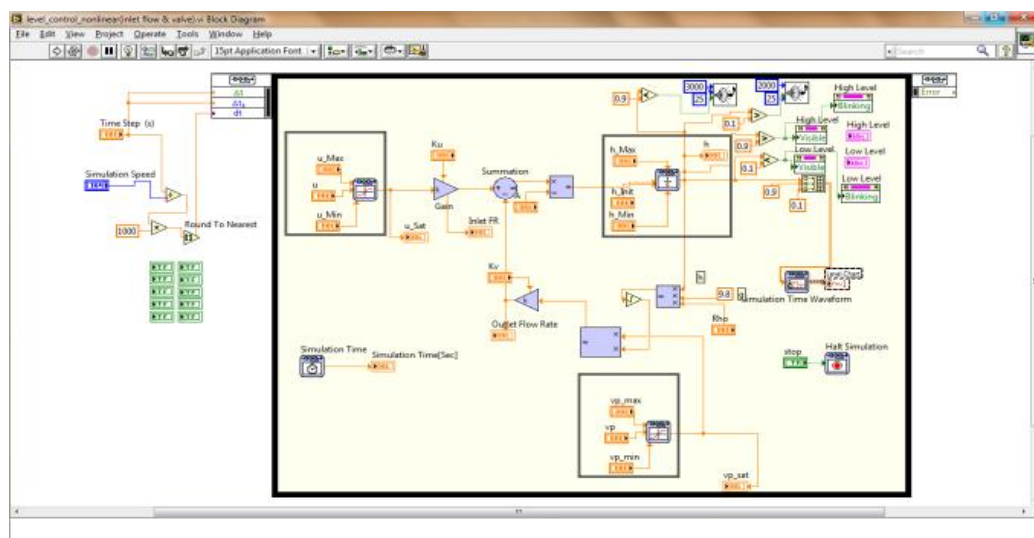 level_control_nonlinear(inlet flow & valve).vi Block Diagram
File Edit View Project Operate Tools Window Help
15pt Application Font
Search
Error
Time Step (s)
Simulation Speed
1000
Round To Nearest
u_Max
u
u_Min
u_Sat
Ku
Gain
Inlet FR
Summation
A
h_Max
h_Init
h_Min
h
0.9
3000
25
2000
25
0.1
0.9
0.1
0.9
0.1
High Level
Blinking
High Level
Visible
High Level
Low Level
Visible
Low Level
Low Level
Blinking
Level Chart
Simulation Time Waveform
h
9.8
g
Rho
Kv
Outlet Flow Rate
Simulation Time
Simulation Time[Sec]
stop
Halt Simulation
vp_max
vp
vp_min
vp_sat